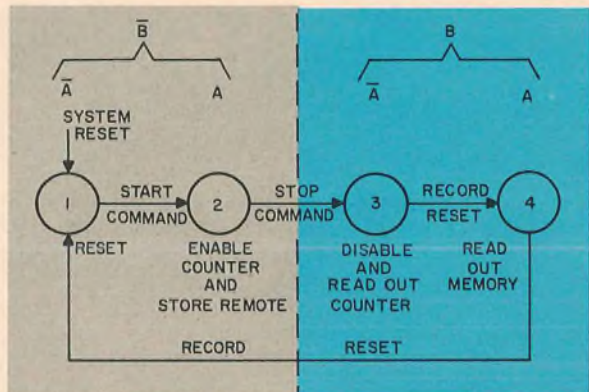 B̅ B
A̅ A A̅ A
SYSTEM
RESET
1 START
COMMAND 2 STOP
COMMAND 3 RECORD
RESET 4
RESET
ENABLE
COUNTER
AND
STORE REMOTE
DISABLE
AND
READ OUT
COUNTER
READ
OUT
MEMORY
RECORD RESET